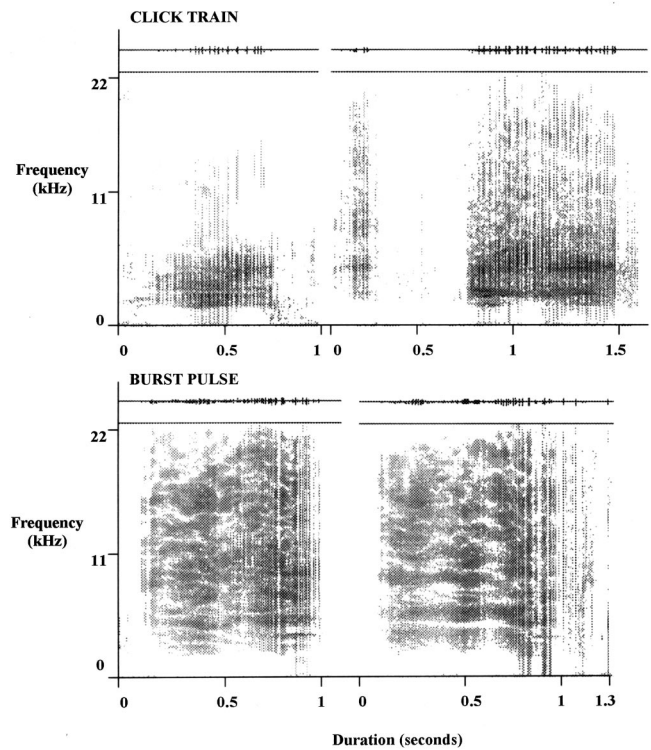 CLICK TRAIN
22
Frequency
(kHz)
11
0
0 0.5 1 0 0.5 1 1.5
BURST PULSE
22
Frequency
(kHz)
11
0
0 0.5 1 0 0.5 1 1.3
Duration (seconds)